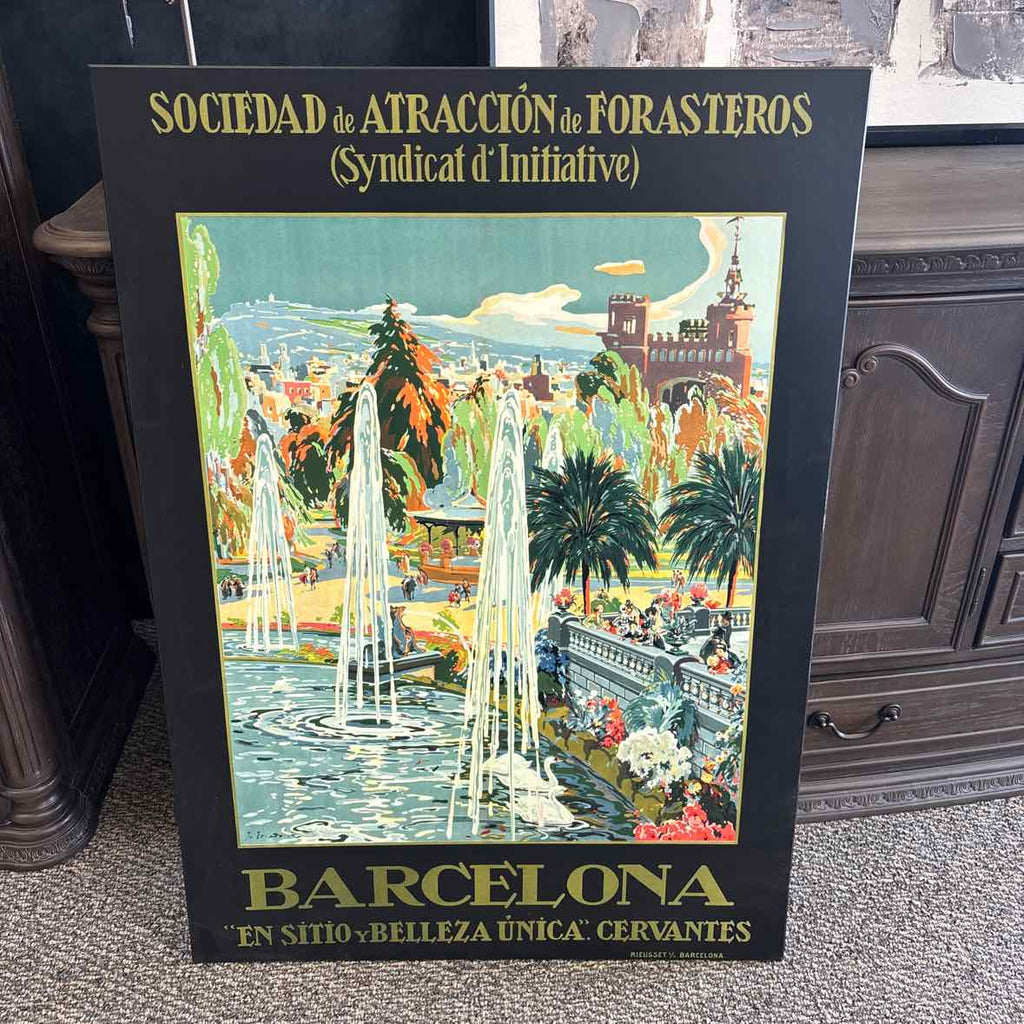 SOCIEDAD de ATRACCIÓN de FORASTEROS
(Syndicat d'Initiative)
BARCELONA
"EN SITIO Y BELLEZA ÚNICA". CERVANTES
RIEUSSET. BARCELONA